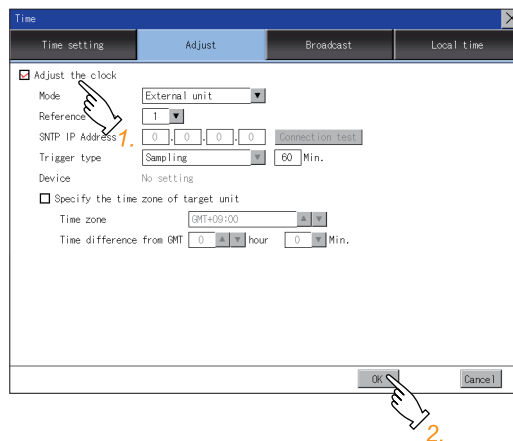 Time
Time setting Adjust Broadcast Local time
Adjust the clock
Mode External unit
Reference 1
SNTP IP Address 0 . 0 . 0 . 0 Connection test
1.
Trigger type Sampling 60 Min.
Device No setting
Specify the time zone of target unit
Time zone GMT+09:00
Time difference from GMT 0 hour 0 Min.
OK Cancel
2.